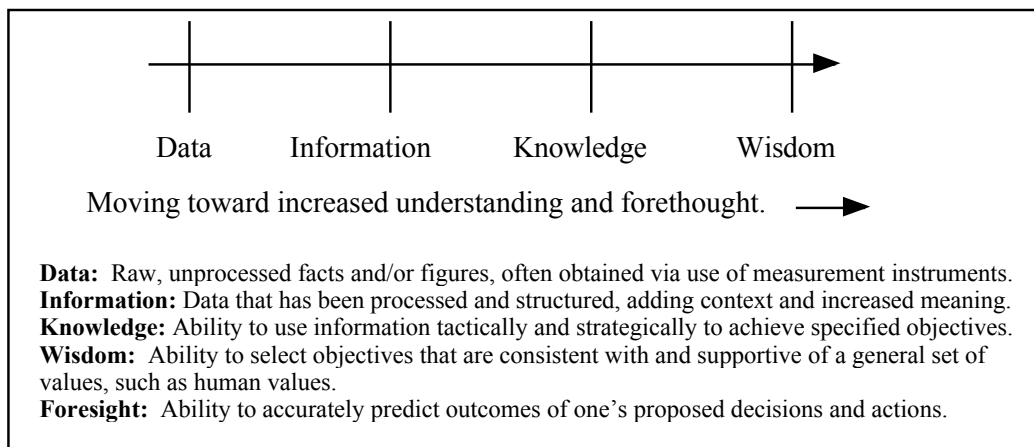 Data Information Knowledge Wisdom
Moving toward increased understanding and forethought.
Data: Raw, unprocessed facts and/or figures, often obtained via use of measurement instruments.
Information: Data that has been processed and structured, adding context and increased meaning.
Knowledge: Ability to use information tactically and strategically to achieve specified objectives.
Wisdom: Ability to select objectives that are consistent with and supportive of a general set of
values, such as human values.
Foresight: Ability to accurately predict outcomes of one’s proposed decisions and actions.